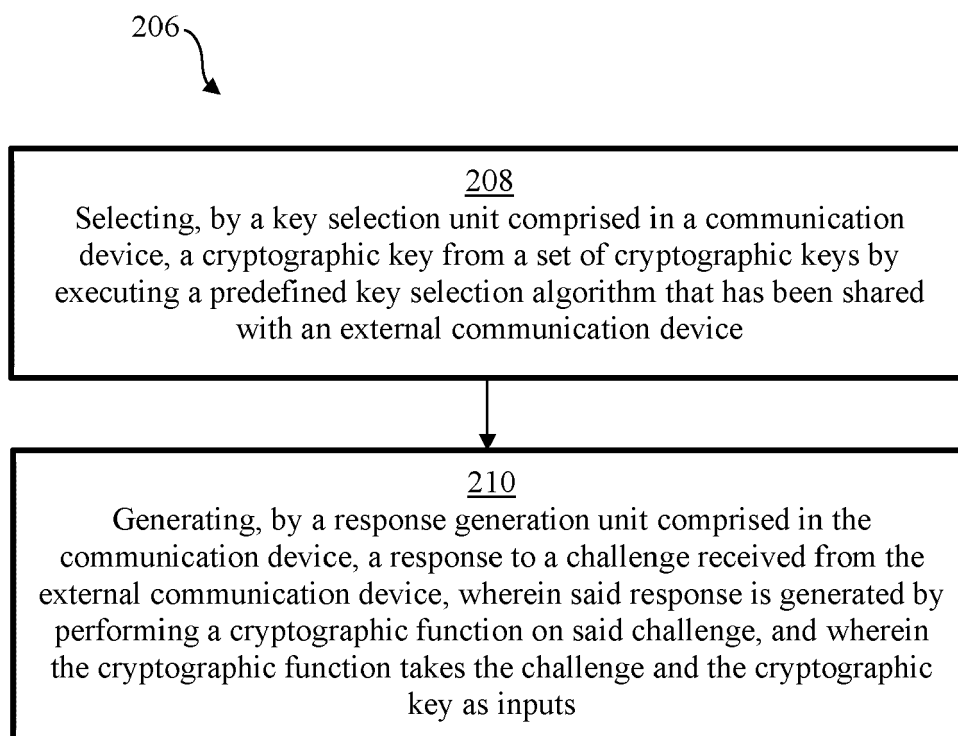 206
208
Selecting, by a key selection unit comprised in a communication
device, a cryptographic key from a set of cryptographic keys by
executing a predefined key selection algorithm that has been shared
with an external communication device
210
Generating, by a response generation unit comprised in the
communication device, a response to a challenge received from the
external communication device, wherein said response is generated by
performing a cryptographic function on said challenge, and wherein
the cryptographic function takes the challenge and the cryptographic
key as inputs